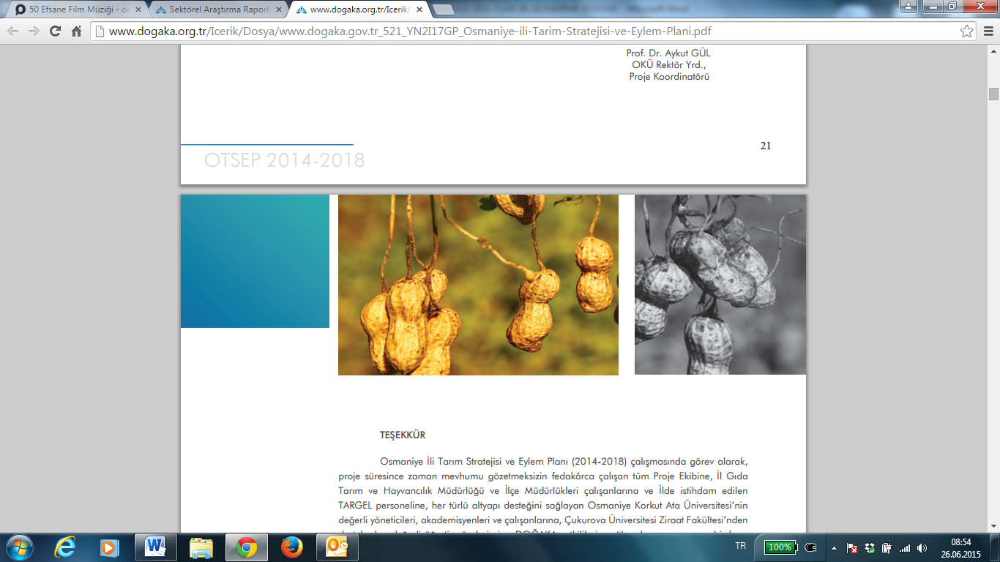 50 Efsane Film Müziği - on
Sektörel Araştırma Raporla
www.dogaka.org.tr/Icerik/
Microsoft Word
www.dogaka.org.tr/Icerik/Dosya/www.dogaka.gov.tr_521_YN2I17GP_Osmaniye-ili-Tarim-Stratejisi-ve-Eylem-Plani.pdf
Prof. Dr. Aykut GÜL
OKÜ Rektör Yrd.,
Proje Koordinatörü
21
OTSEP 2014-2018
TEŞEKKÜR
Osmaniye İli Tarım Stratejisi ve Eylem Planı (2014-2018) çalışmasında görev alarak,
proje süresince zaman mevhumu gözetmeksizin fedakârca çalışan tüm Proje Ekibine, İl Gıda
Tarım ve Hayvancılık Müdürlüğü ve İlçe Müdürlükleri çalışanlarına ve İlde istihdam edilen
TARGEL personeline, her türlü altyapı desteğini sağlayan Osmaniye Korkut Ata Üniversitesi’nin
değerli yöneticileri, akademisyenleri ve çalışanlarına, Çukurova Üniversitesi Ziraat Fakültesi’nden
TR
100%
08:54
26.06.2015